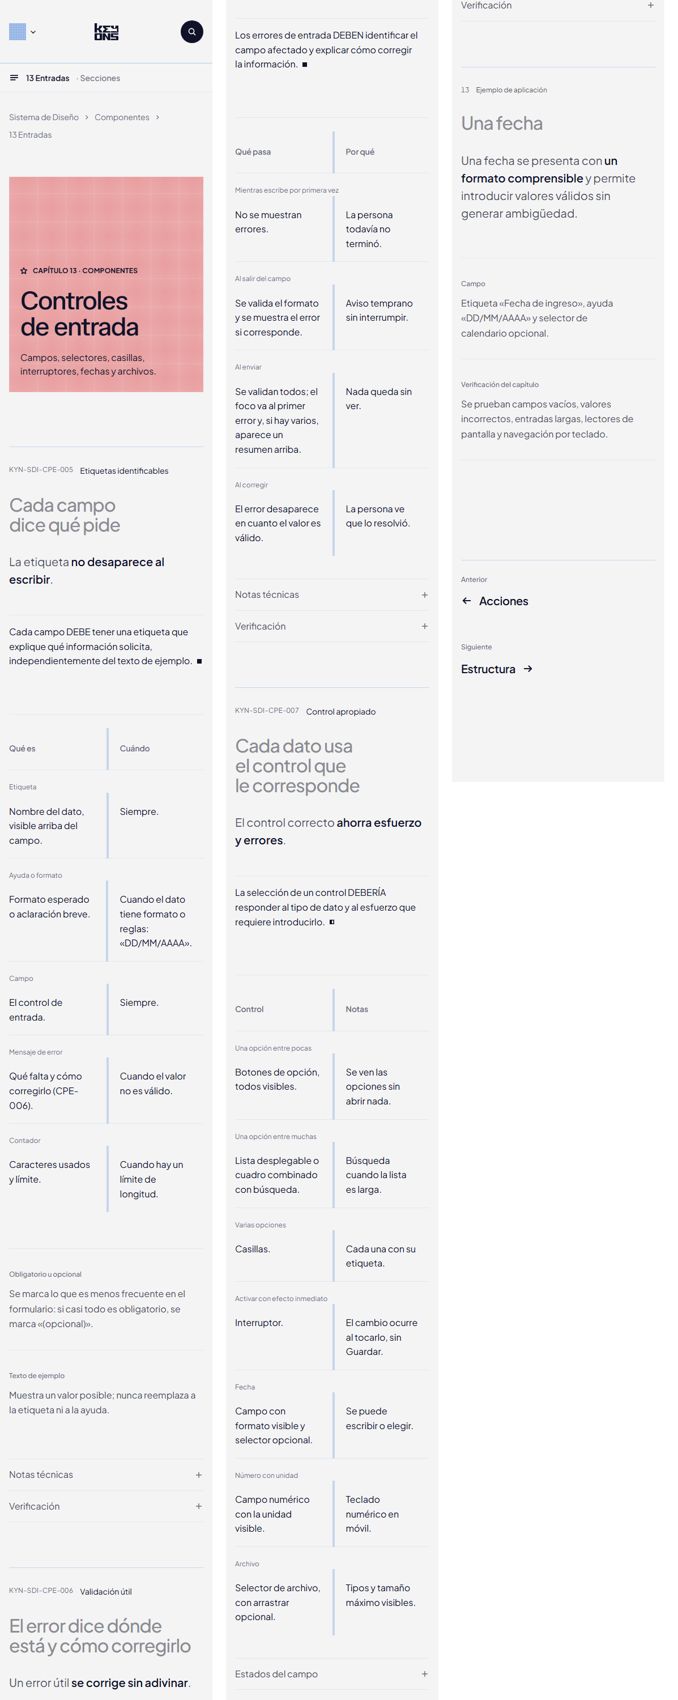 KEY
ONS
13 Entradas · Secciones
Sistema de Diseño > Componentes >
13 Entradas
CAPÍTULO 13 · COMPONENTES
Controles
de entrada
Campos, selectores, casillas,
interruptores, fechas y archivos.
KYN-SDI-CPE-005 Etiquetas identificables
Cada campo
dice qué pide
La etiqueta no desaparece al
escribir.
Cada campo DEBE tener una etiqueta que
explique qué información solicita,
independientemente del texto de ejemplo.
Qué es Cuándo
Etiqueta
Nombre del dato, Siempre.
visible arriba del
campo.
Ayuda o formato
Formato esperado Cuando el dato
o aclaración breve. tiene formato o
reglas:
«DD/MM/AAAA».
Campo
El control de Siempre.
entrada.
Mensaje de error
Qué falta y cómo Cuando el valor
corregirlo (CPE- no es válido.
006).
Contador
Caracteres usados Cuando hay un
y límite. límite de
longitud.
Obligatorio u opcional
Se marca lo que es menos frecuente en el
formulario: si casi todo es obligatorio, se
marca «(opcional)».
Texto de ejemplo
Muestra un valor posible; nunca reemplaza a
la etiqueta ni a la ayuda.
Notas técnicas +
Verificación +
KYN-SDI-CPE-006 Validación útil
El error dice dónde
está y cómo corregirlo
Un error útil se corrige sin adivinar.
Los errores de entrada DEBEN identificar el
campo afectado y explicar cómo corregir
la información.
Qué pasa Por qué
Mientras escribe por primera vez
No se muestran La persona
errores. todavía no
terminó.
Al salir del campo
Se valida el formato Aviso temprano
y se muestra el error sin interrumpir.
si corresponde.
Al enviar
Se validan todos; el Nada queda sin
foco va al primer ver.
error y, si hay varios,
aparece un
resumen arriba.
Al corregir
El error desaparece La persona ve
en cuanto el valor es que lo resolvió.
válido.
Notas técnicas +
Verificación +
KYN-SDI-CPE-007 Control apropiado
Cada dato usa
el control que
le corresponde
El control correcto ahorra esfuerzo
y errores.
La selección de un control DEBERÍA
responder al tipo de dato y al esfuerzo que
requiere introducirlo.
Control Notas
Una opción entre pocas
Botones de opción, Se ven las
todos visibles. opciones sin
abrir nada.
Una opción entre muchas
Lista desplegable o Búsqueda
cuadro combinado cuando la lista
con búsqueda. es larga.
Varias opciones
Casillas. Cada una con su
etiqueta.
Activar con efecto inmediato
Interruptor. El cambio ocurre
al tocarlo, sin
Guardar.
Fecha
Campo con Se puede
formato visible y escribir o elegir.
selector opcional.
Número con unidad
Campo numérico Teclado
con la unidad numérico en
visible. móvil.
Archivo
Selector de archivo, Tipos y tamaño
con arrastrar máximo visibles.
opcional.
Estados del campo +
Verificación +
13 Ejemplo de aplicación
Una fecha
Una fecha se presenta con un
formato comprensible y permite
introducir valores válidos sin
generar ambigüedad.
Campo
Etiqueta «Fecha de ingreso», ayuda
«DD/MM/AAAA» y selector de
calendario opcional.
Verificación del capítulo
Se prueban campos vacíos, valores
incorrectos, entradas largas, lectores de
pantalla y navegación por teclado.
Anterior
← Acciones
Siguiente
Estructura →